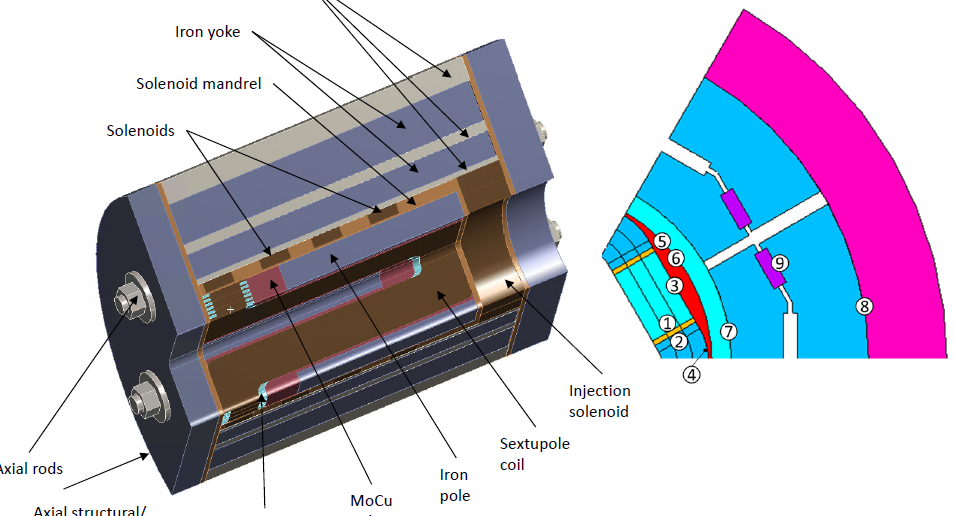 Iron yoke
Solenoid mandrel
Solenoids
Axial rods
Axial structural/
MoCu
Iron
pole
Sextupole
coil
Injection
solenoid
5
6
3
9
8
1
2
7
4